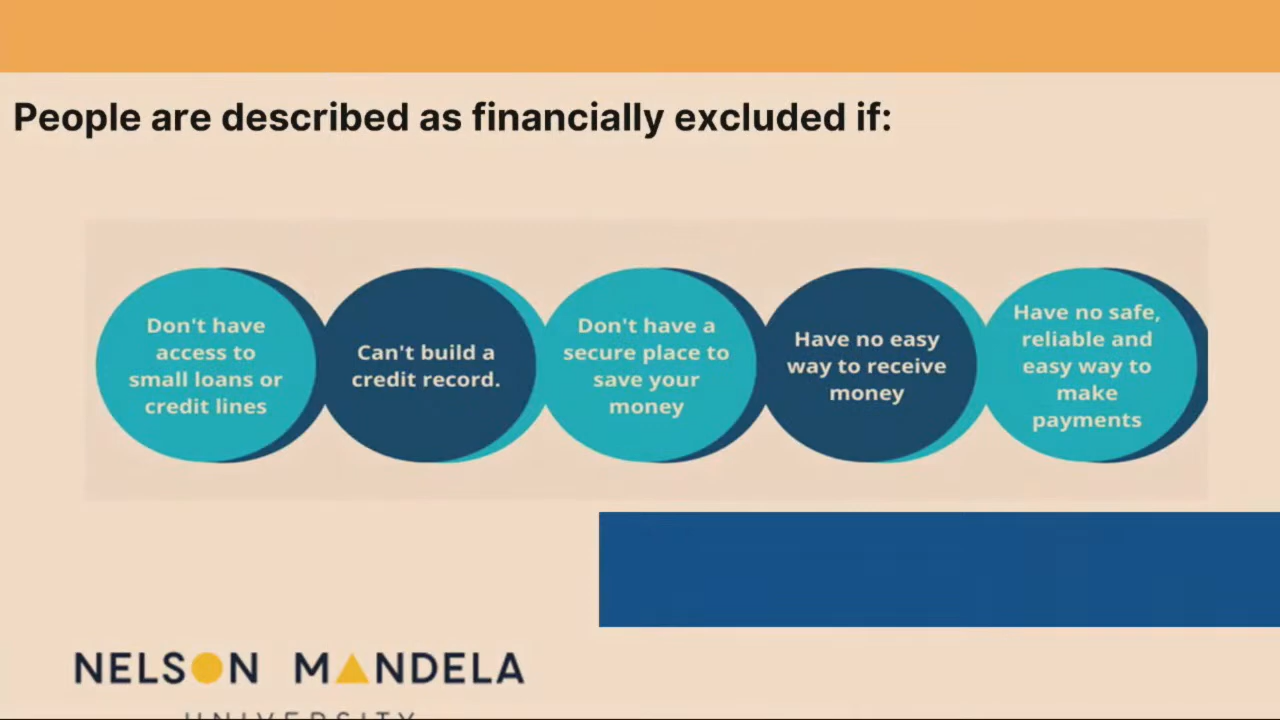 People are described as financially excluded if:
Don't have
access to
small loans or
credit lines
Can't build a
credit record.
Don't have a
secure place to
save your
money
Have no easy
way to receive
money
Have no safe,
reliable and
easy way to
make
payments
NELSON MANDELA
UNIVERSITY